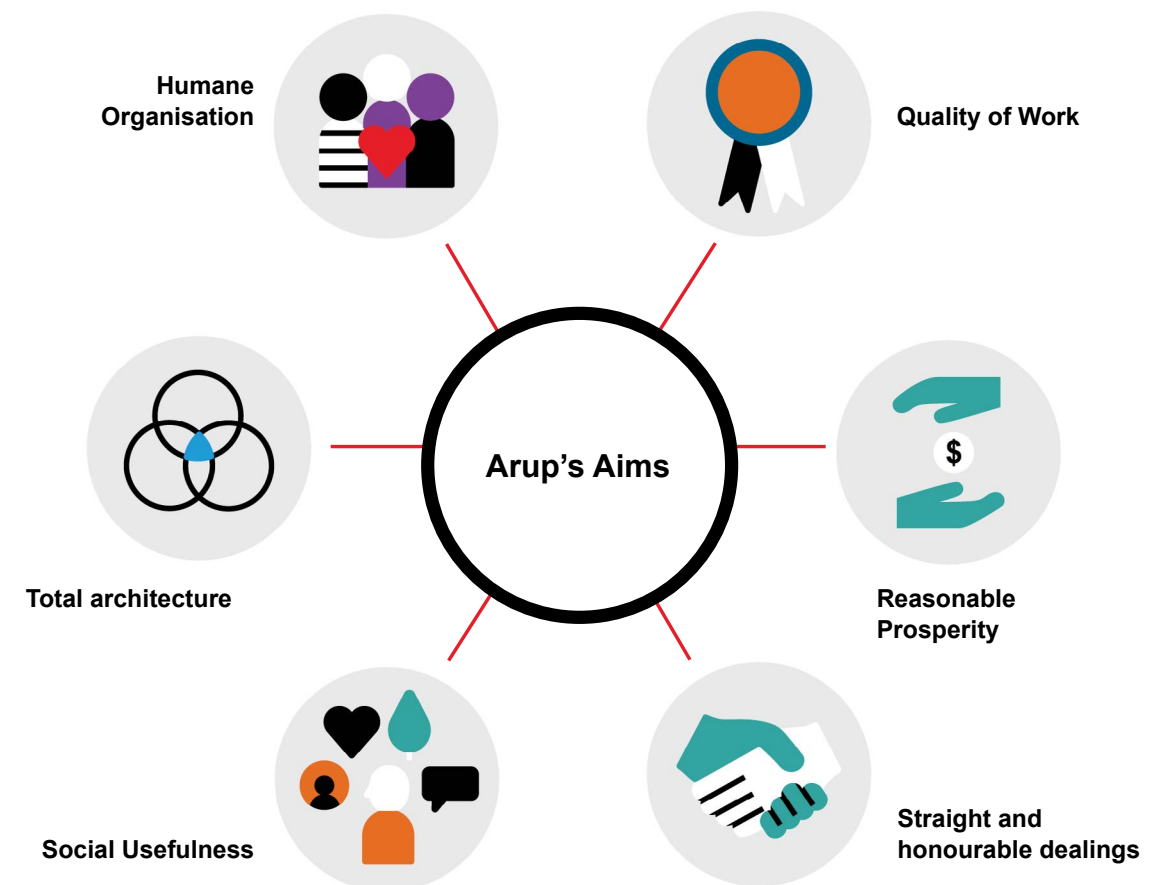 Humane
Organisation
Quality of Work
Arup’s Aims
$
Total architecture
Reasonable
Prosperity
Social Usefulness
Straight and
honourable dealings